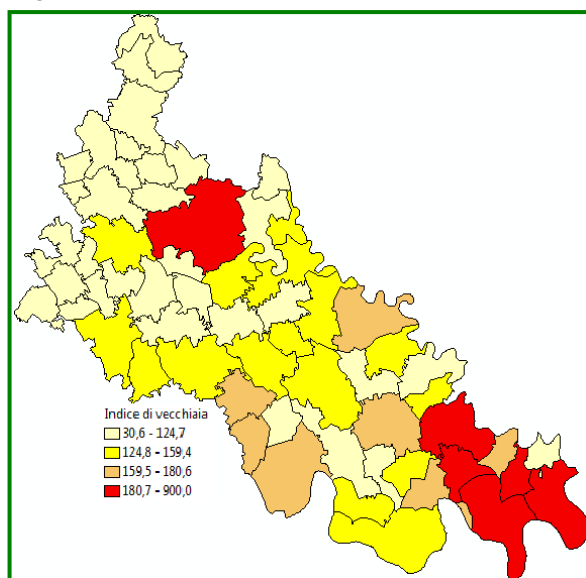 Indice di vecchiaia
30,6 - 124,7
124,8 - 159,4
159,5 - 180,6
180,7 - 900,0